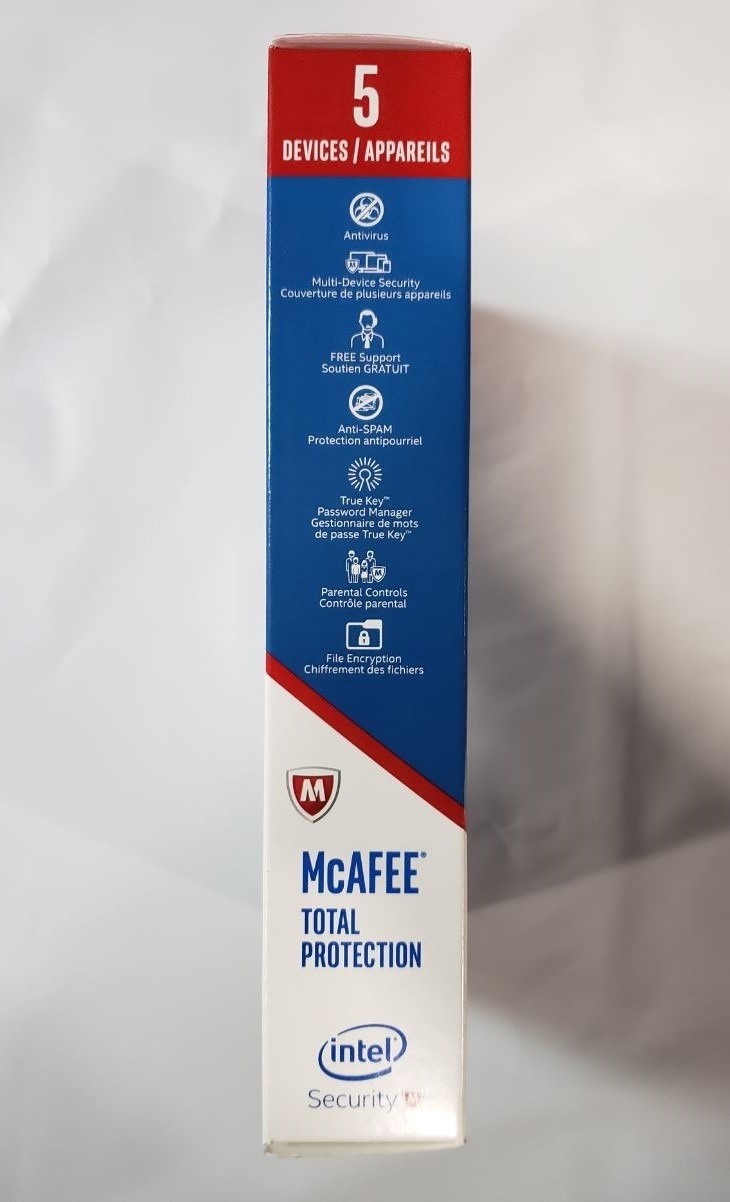 5
DEVICES / APPAREILS
Antivirus
M
Multi-Device Security
Couverture de plusieurs appareils
FREE Support
Soutien GRATUIT
Anti-SPAM
Protection antipourriel
True Key™
Password Manager
Gestionnaire de mots
de passe True Key™
M
Parental Controls
Contrôle parental
File Encryption
Chiffrement des fichiers
M
McAFEE®
TOTAL
PROTECTION
intel®
Security M